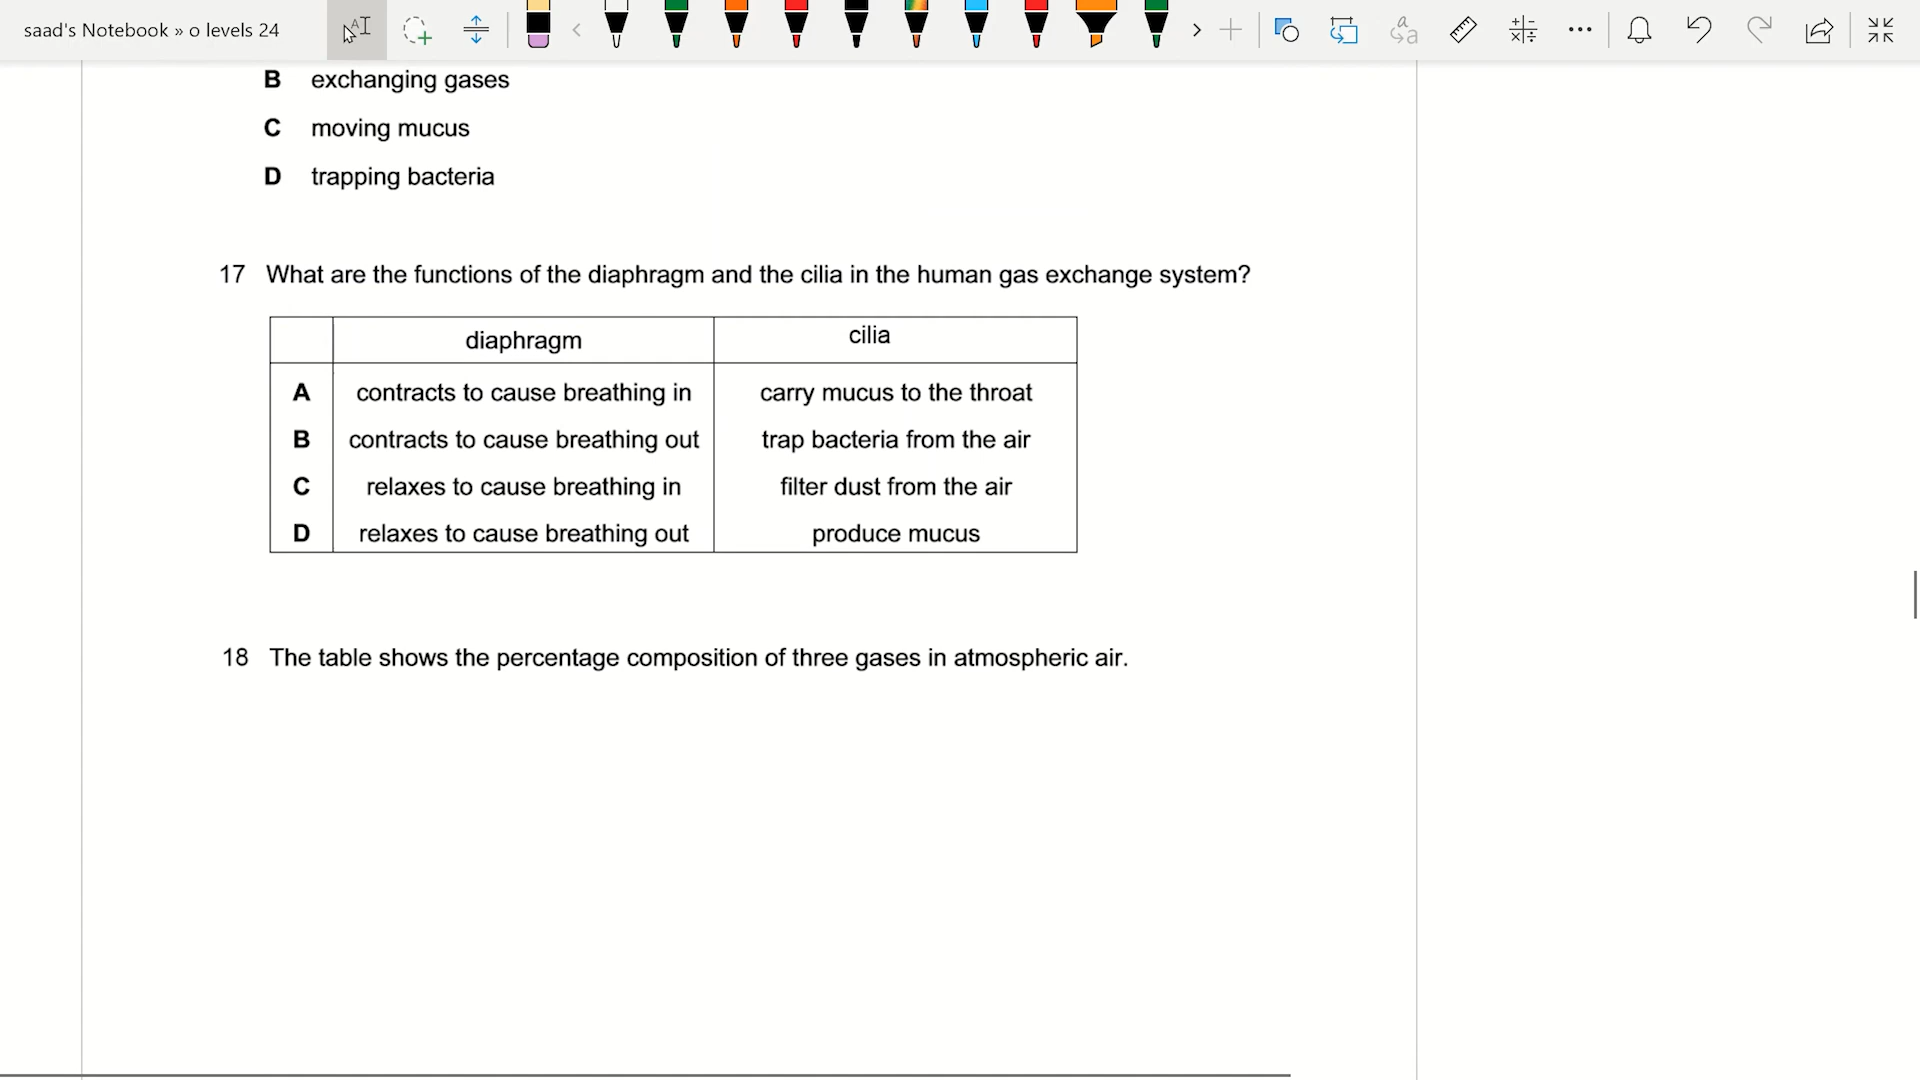 saad's Notebook » o levels 24
B exchanging gases
C moving mucus
D trapping bacteria
17 What are the functions of the diaphragm and the cilia in the human gas exchange system?
diaphragm cilia
A contracts to cause breathing in carry mucus to the throat
B contracts to cause breathing out trap bacteria from the air
C relaxes to cause breathing in filter dust from the air
D relaxes to cause breathing out produce mucus
18 The table shows the percentage composition of three gases in atmospheric air.